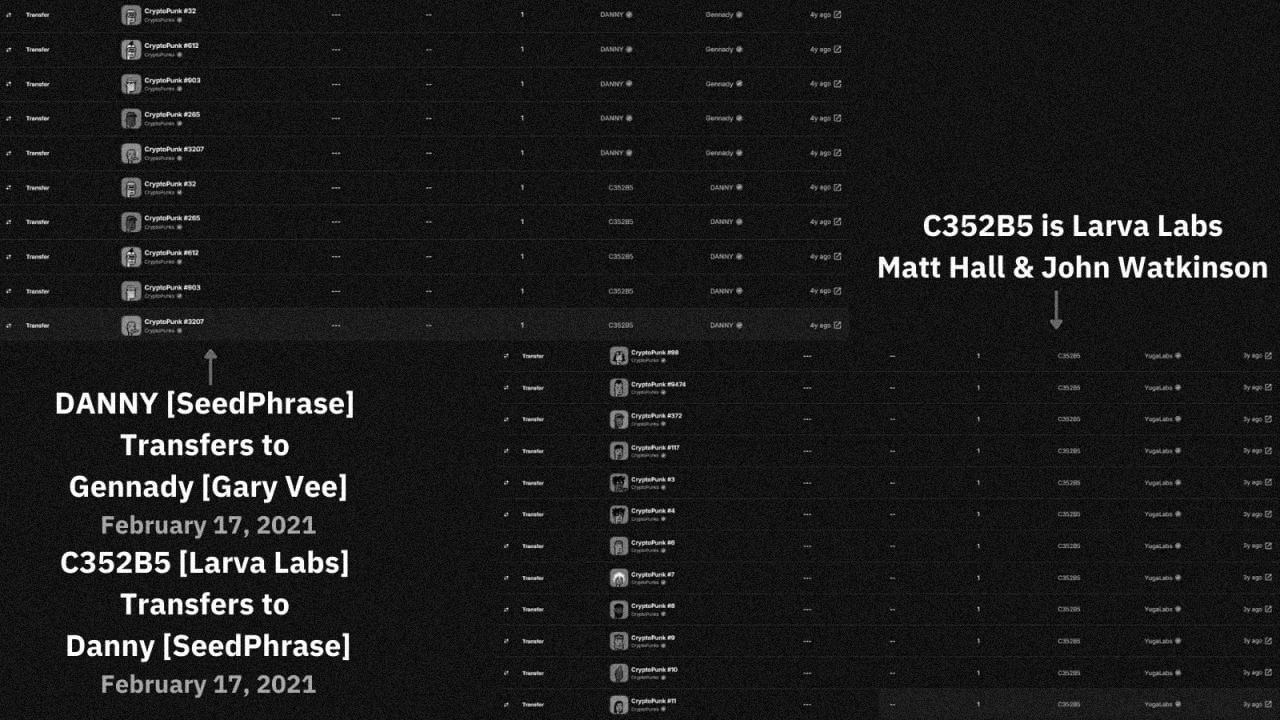 Transfer CryptoPunk #32 --- -- 1 DANNY Gennady 4y ago
CryptoPunks
Transfer CryptoPunk #612 --- -- 1 DANNY Gennady 4y ago
CryptoPunks
Transfer CryptoPunk #903 --- -- 1 DANNY Gennady 4y ago
CryptoPunks
Transfer CryptoPunk #265 --- -- 1 DANNY Gennady 4y ago
CryptoPunks
Transfer CryptoPunk #3207 --- -- 1 DANNY Gennady 4y ago
CryptoPunks
Transfer CryptoPunk #32 --- -- 1 C352B5 DANNY 4y ago
CryptoPunks
Transfer CryptoPunk #265 --- -- 1 C352B5 DANNY 4y ago
CryptoPunks
Transfer CryptoPunk #612 --- -- 1 C352B5 DANNY 4y ago
CryptoPunks
Transfer CryptoPunk #903 --- -- 1 C352B5 DANNY 4y ago
CryptoPunks
Transfer CryptoPunk #3207 --- -- 1 C352B5 DANNY 4y ago
CryptoPunks
DANNY [SeedPhrase]
Transfers to
Gennady [Gary Vee]
February 17, 2021
C352B5 [Larva Labs]
Transfers to
Danny [SeedPhrase]
February 17, 2021
C352B5 is Larva Labs
Matt Hall & John Watkinson
Transfer CryptoPunk #98 --- -- 1 C352B5 YugaLabs 3y ago
CryptoPunks
Transfer CryptoPunk #9474 --- -- 1 C352B5 YugaLabs 3y ago
CryptoPunks
Transfer CryptoPunk #372 --- -- 1 C352B5 YugaLabs 3y ago
CryptoPunks
Transfer CryptoPunk #117 --- -- 1 C352B5 YugaLabs 3y ago
CryptoPunks
Transfer CryptoPunk #3 --- -- 1 C352B5 YugaLabs 3y ago
CryptoPunks
Transfer CryptoPunk #4 --- -- 1 C352B5 YugaLabs 3y ago
CryptoPunks
Transfer CryptoPunk #6 --- -- 1 C352B5 YugaLabs 3y ago
CryptoPunks
Transfer CryptoPunk #7 --- -- 1 C352B5 YugaLabs 3y ago
CryptoPunks
Transfer CryptoPunk #8 --- -- 1 C352B5 YugaLabs 3y ago
CryptoPunks
Transfer CryptoPunk #9 --- -- 1 C352B5 YugaLabs 3y ago
CryptoPunks
Transfer CryptoPunk #10 --- -- 1 C352B5 YugaLabs 3y ago
CryptoPunks
Transfer CryptoPunk #11 --- -- 1 C352B5 YugaLabs 3y ago
CryptoPunks